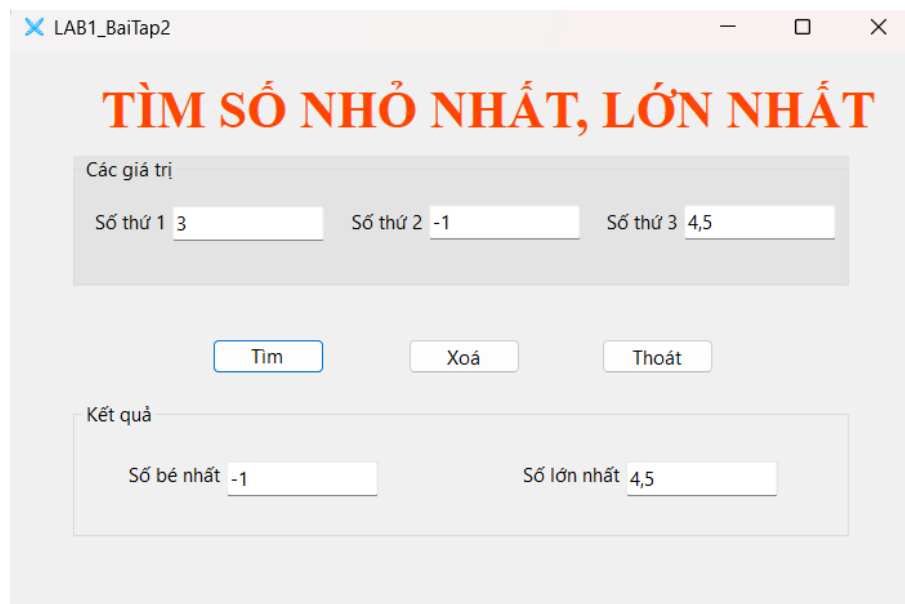 LAB1_BaiTap2
TÌM SỐ NHỎ NHẤT, LỚN NHẤT
Các giá trị
Số thứ 1 3 Số thứ 2 -1 Số thứ 3 4,5
Tìm Xoá Thoát
Kết quả
Số bé nhất -1 Số lớn nhất 4,5